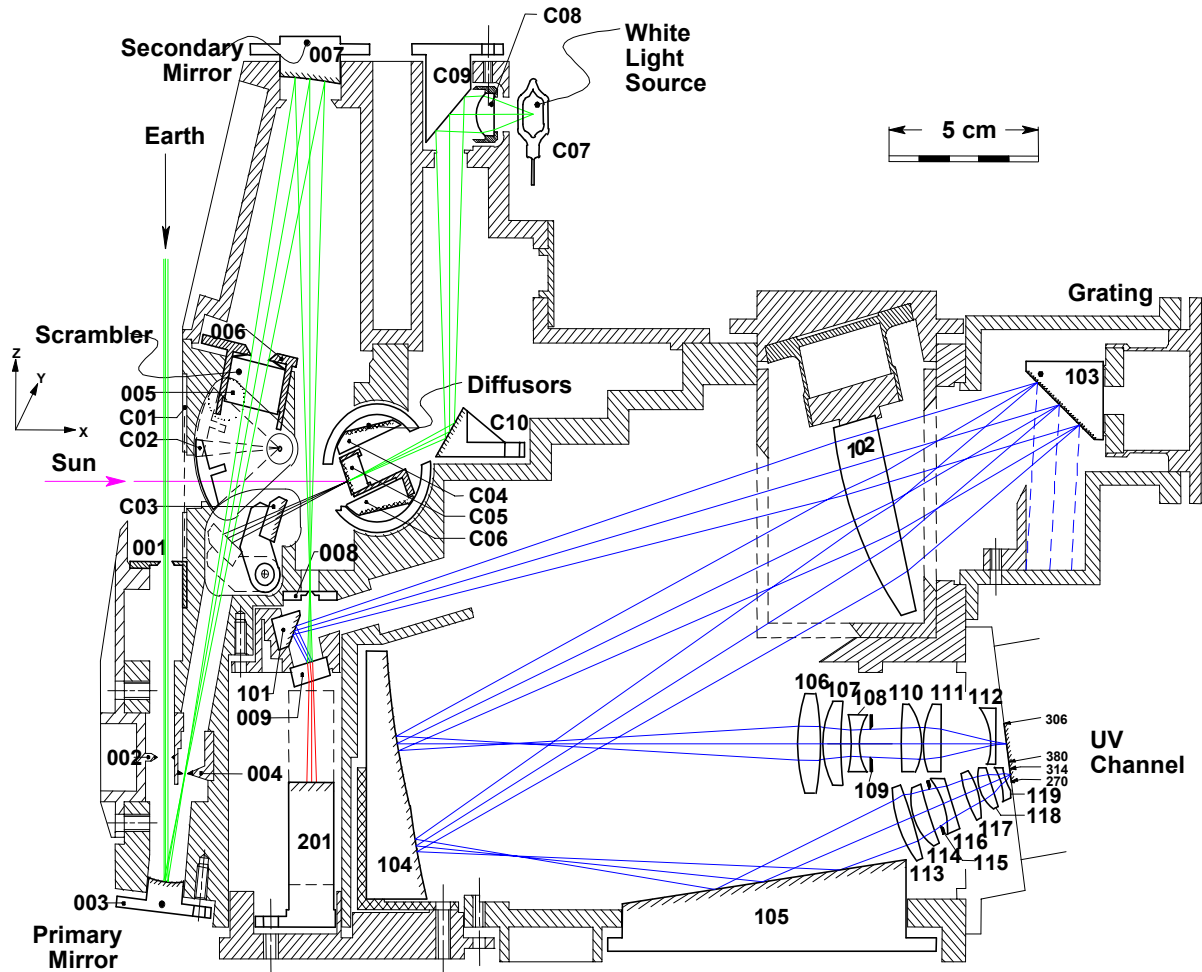 C08
Secondary
Mirror
007
White
Light
Source
C09
C07
Earth
5 cm
Grating
103
Scrambler
006
Z
Y
X
005
C01
C02
Diffusors
C10
102
Sun
C03
C04
C05
C06
001
008
101
009
106
107
108
110
111
112
306
UV
Channel
380
314
270
002
004
109
119
118
117
116
115
114
113
201
104
105
003
Primary
Mirror